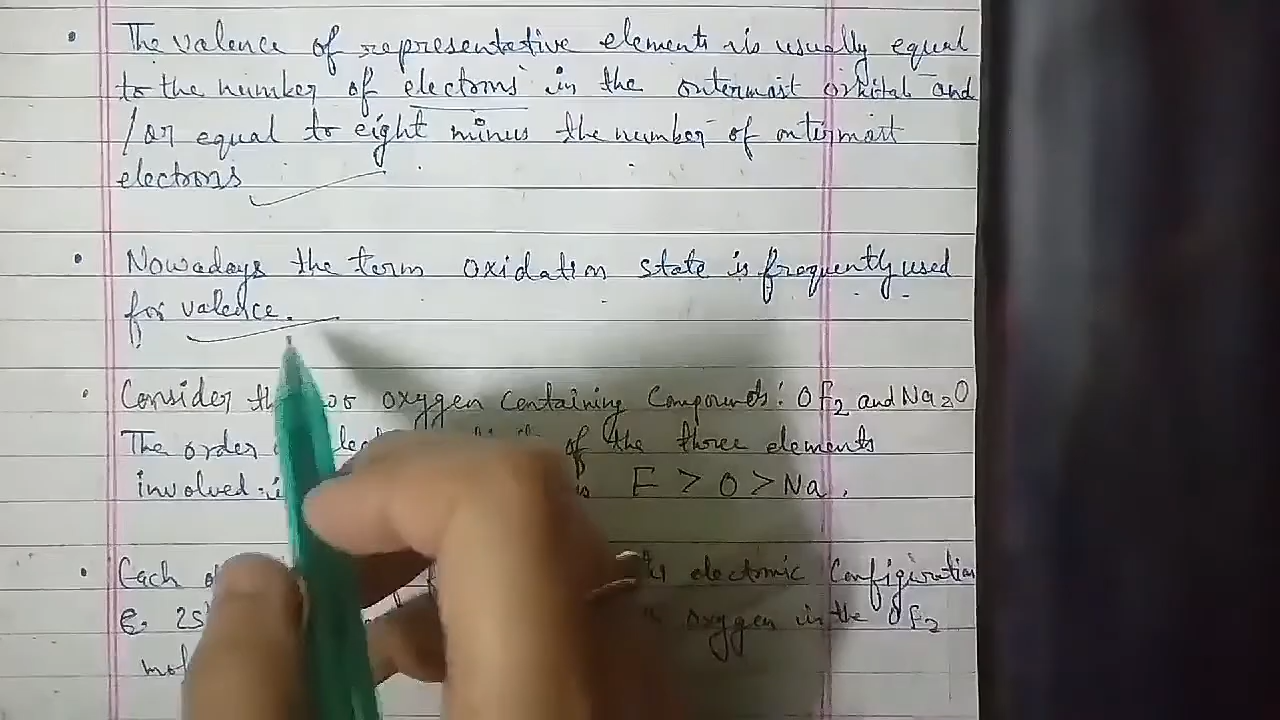 The valence of representative elements is usually equal
to the number of electrons in the outermost orbitals and
/or equal to eight minus the number of outermost
electrons
Nowadays the term oxidation state is frequently used
for valence.
Consider the two oxygen containing Compounds: OF2 and Na2O
The order of the three elements
involved F > O > Na.
Each electronic Configuration
2s oxygen in the OF2